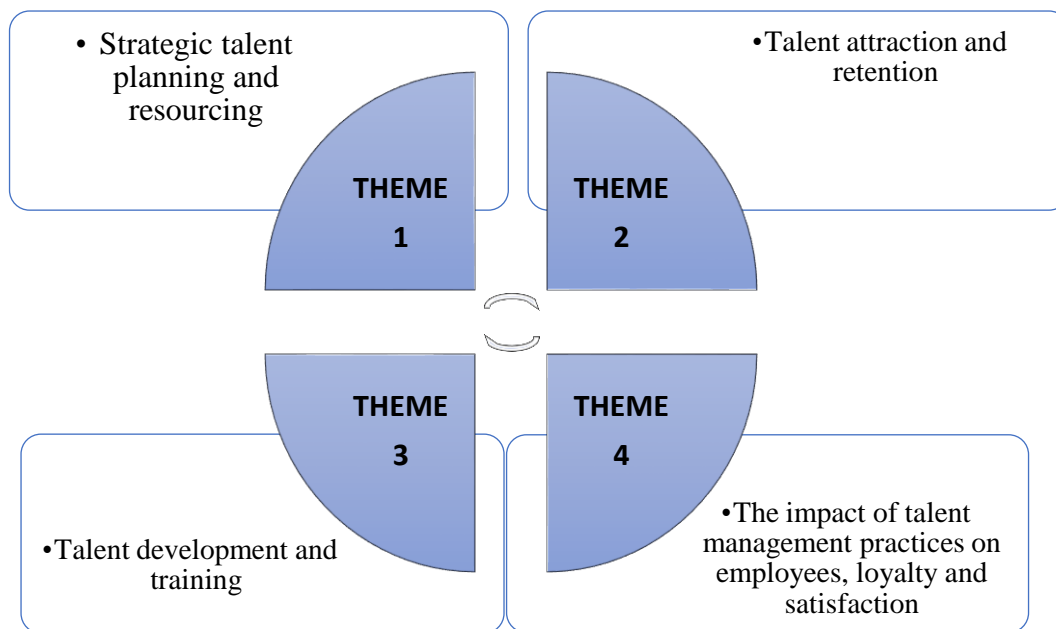 • Strategic talent
planning and
resourcing
•Talent attraction and
retention
THEME
1
THEME
2
THEME
3
THEME
4
•Talent development and
training
•The impact of talent
management practices on
employees, loyalty and
satisfaction